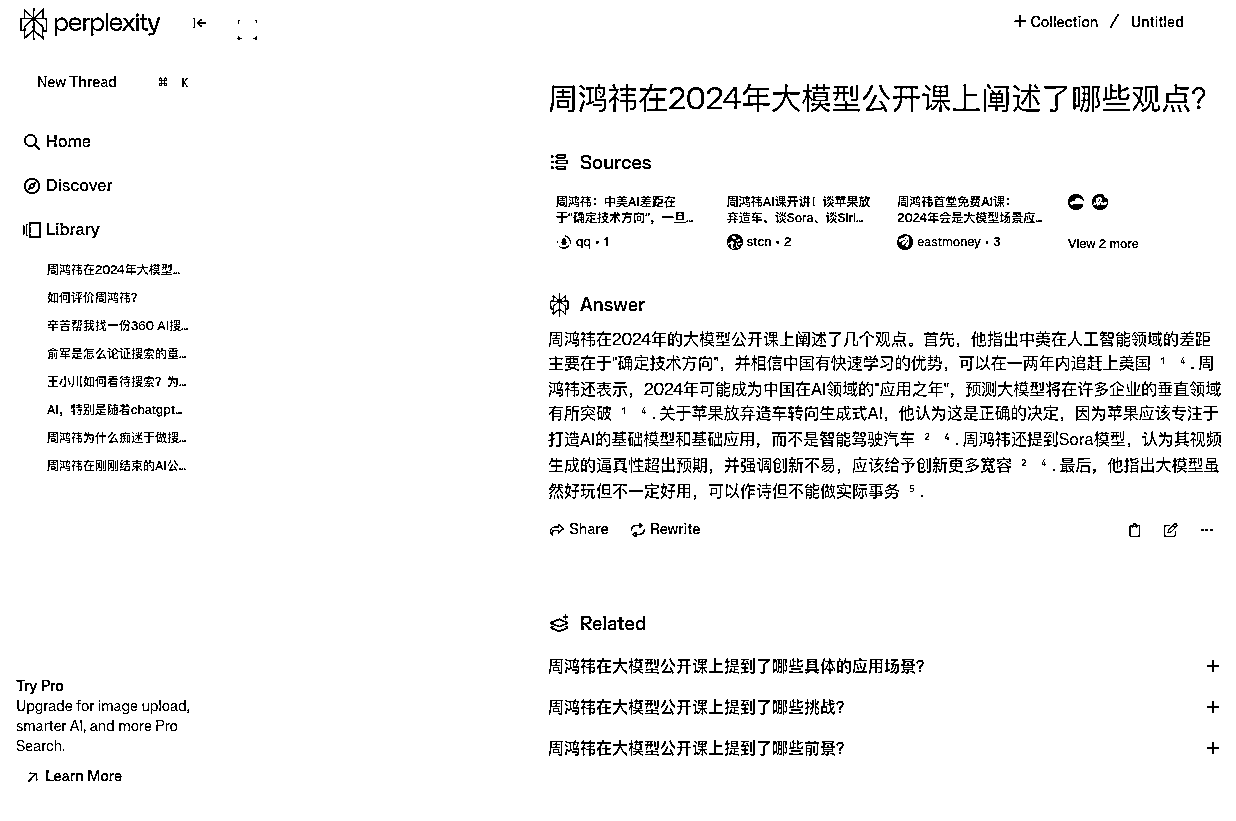 perplexity
+ Collection / Untitled
New Thread ⌘ K
Home
Discover
Library
周鸿祎在2024年大模型...
如何评价周鸿祎?
辛苦帮我找一份360 AI搜...
俞军是怎么论证搜索的重...
王小川如何看待搜索? 为...
AI, 特别是随着chatgpt...
周鸿祎为什么痴迷于做搜...
周鸿祎在刚刚结束的AI公...
Try Pro
Upgrade for image upload,
smarter AI, and more Pro
Search.
Learn More
周鸿祎在2024年大模型公开课上阐述了哪些观点?
Sources
周鸿祎: 中美AI差距在
于“确定技术方向”, 一旦...
qq · 1
周鸿祎AI课开讲! 谈苹果放
弃造车、谈Sora、谈Siri...
stcn · 2
周鸿祎首堂免费AI课:
2024年会是大模型场景应...
eastmoney · 3
View 2 more
Answer
周鸿祎在2024年的大模型公开课上阐述了几个观点。首先, 他指出中美在人工智能领域的差距
主要在于"确定技术方向", 并相信中国有快速学习的优势, 可以在一两年内追赶上美国 1 4 . 周
鸿祎还表示, 2024年可能成为中国在AI领域的"应用之年", 预测大模型将在许多企业的垂直领域
有所突破 1 4 . 关于苹果放弃造车转向生成式AI, 他认为这是正确的决定, 因为苹果应该专注于
打造AI的基础模型和基础应用, 而不是智能驾驶汽车 2 4 . 周鸿祎还提到Sora模型, 认为其视频
生成的逼真性超出预期, 并强调创新不易, 应该给予创新更多宽容 2 4 . 最后, 他指出大模型虽
然好玩但不一定好用, 可以作诗但不能做实际事务 5 .
Share Rewrite
Related
周鸿祎在大模型公开课上提到了哪些具体的应用场景?
周鸿祎在大模型公开课上提到了哪些挑战?
周鸿祎在大模型公开课上提到了哪些前景?